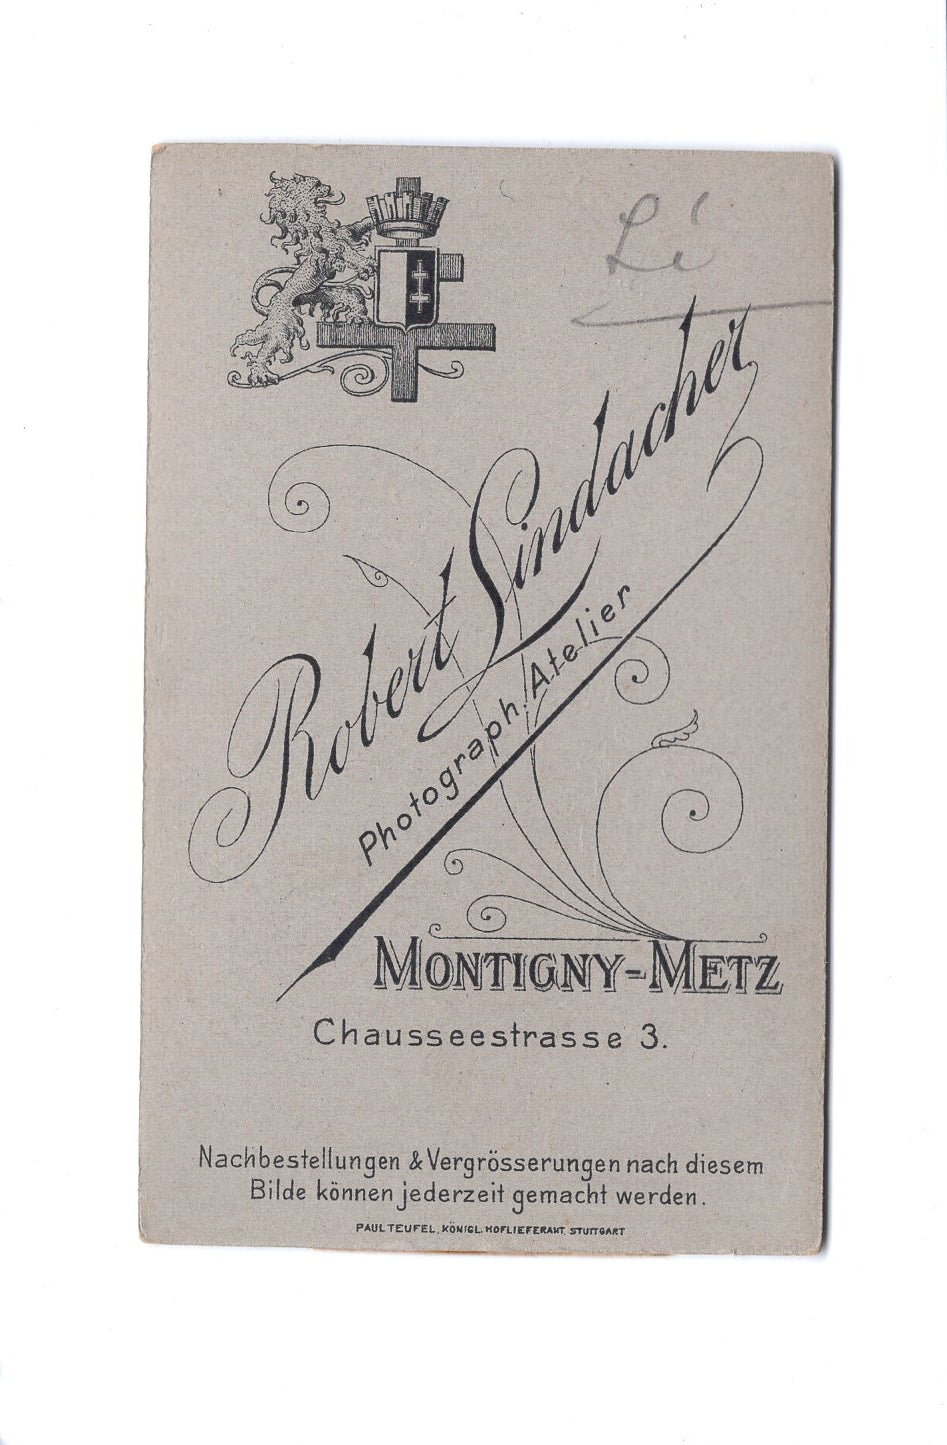 Li
Robert Lindacher
Photograph. Atelier
MONTIGNY-METZ
Chausseestrasse 3.
Nachbestellungen & Vergrösserungen nach diesem
Bilde können jederzeit gemacht werden.
PAUL TEUFEL, KÖNIGL. HOFLIEFERANT. STUTTGART